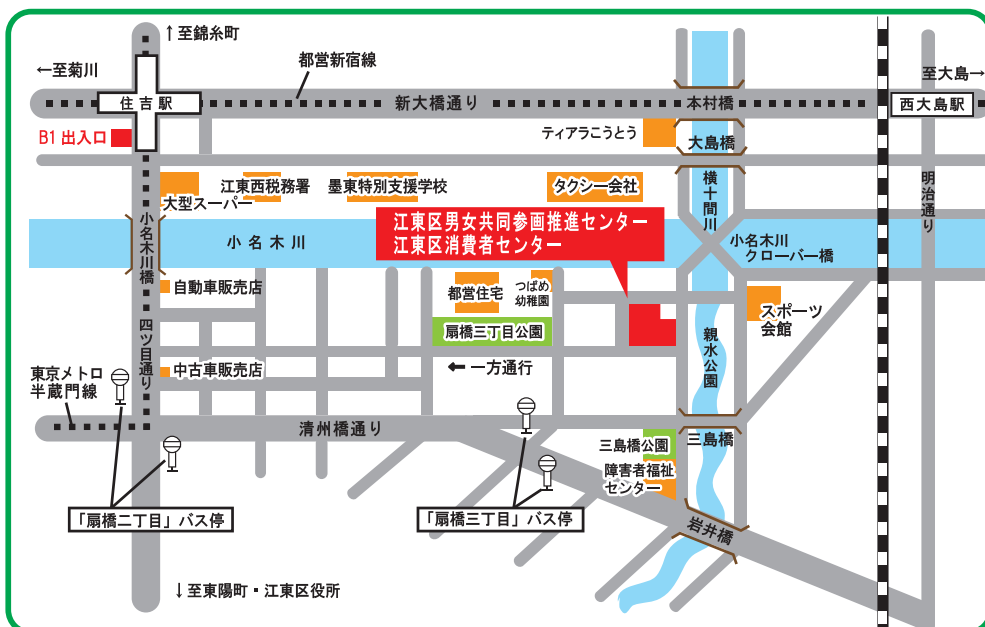 ↑至錦糸町
←至菊川
都営新宿線
至大島→
住吉駅
新大橋通り
本村橋
西大島駅
B1出入口
ティアラこうとう
大島橋
江東西税務署
墨東特別支援学校
タクシー会社
大型スーパー
横十間川
明治通り
江東区男女共同参画推進センター
江東区消費者センター
小名木川橋
小名木川
小名木川
クローバー橋
自動車販売店
都営住宅
つばめ
幼稚園
スポーツ
会館
扇橋三丁目公園
四ツ目通り
親水公園
東京メトロ
半蔵門線
中古車販売店
←一方通行
清州橋通り
三島橋公園
三島橋
障害者福祉
センター
「扇橋二丁目」バス停
「扇橋三丁目」バス停
岩井橋
↓至東陽町・江東区役所